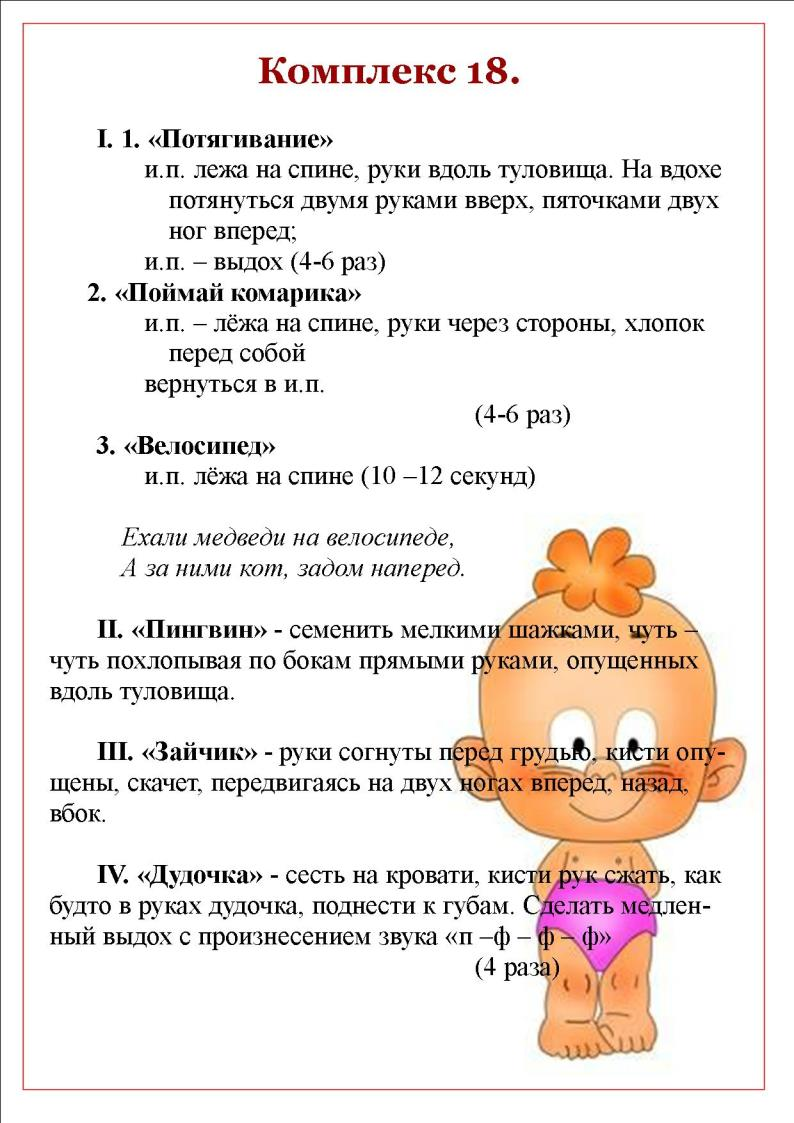 Комплекс 18.
I. 1. «Потягивание»
и.п. лежа на спине, руки вдоль туловища. На вдохе
потянуться двумя руками вверх, пяточками двух
ног вперед;
и.п. – выдох (4-6 раз)
2. «Поймай комарика»
и.п. – лёжа на спине, руки через стороны, хлопок
перед собой
вернуться в и.п.
(4-6 раз)
3. «Велосипед»
и.п. лёжа на спине (10 –12 секунд)
Ехали медведи на велосипеде,
А за ними кот, задом наперед.
II. «Пингвин» - семенить мелкими шажками, чуть –
чуть похлопывая по бокам прямыми руками, опущенных
вдоль туловища.
III. «Зайчик» - руки согнуты перед грудью, кисти опу-
щены, скачет, передвигаясь на двух ногах вперед, назад,
вбок.
IV. «Дудочка» - сесть на кровати, кисти рук сжать, как
будто в руках дудочка, поднести к губам. Сделать медлен-
ный выдох с произнесением звука «п –ф – ф – ф»
(4 раза)